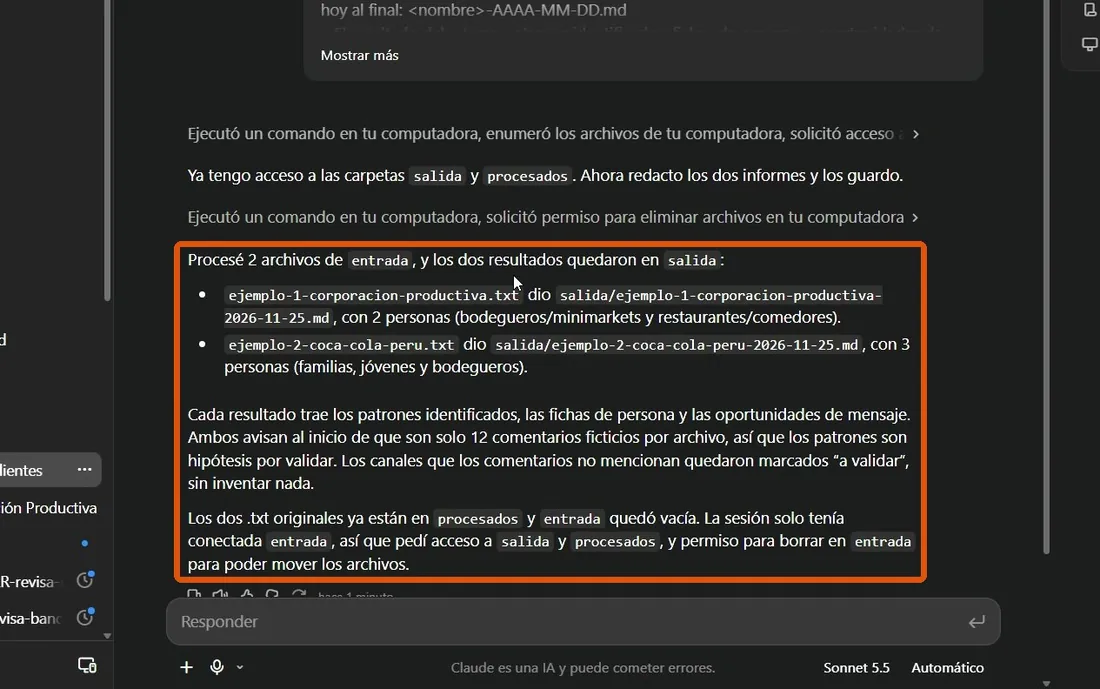 hoy al final: <nombre>-AAAA-MM-DD.md
Mostrar más
Ejecutó un comando en tu computadora, enumeró los archivos de tu computadora, solicitó acceso
Ya tengo acceso a las carpetas salida y procesados. Ahora redacto los dos informes y los guardo.
Ejecutó un comando en tu computadora, solicitó permiso para eliminar archivos en tu computadora
Procesé 2 archivos de entrada, y los dos resultados quedaron en salida:
• ejemplo-1-corporacion-productiva.txt dio salida/ejemplo-1-corporacion-productiva-
2026-11-25.md, con 2 personas (bodegueros/minimarkets y restaurantes/comedores).
• ejemplo-2-coca-cola-peru.txt dio salida/ejemplo-2-coca-cola-peru-2026-11-25.md, con 3
personas (familias, jóvenes y bodegueros).
Cada resultado trae los patrones identificados, las fichas de persona y las oportunidades de mensaje.
Ambos avisan al inicio de que son solo 12 comentarios ficticios por archivo, así que los patrones son
hipótesis por validar. Los canales que los comentarios no mencionan quedaron marcados “a validar”,
sin inventar nada.
Los dos .txt originales ya están en procesados y entrada quedó vacía. La sesión solo tenía
conectada entrada, así que pedí acceso a salida y procesados, y permiso para borrar en entrada
para poder mover los archivos.
hace 1 minuto
d
lientes
ión Productiva
R-revisa-
visa-banc
Responder
Claude es una IA y puede cometer errores.
Sonnet 5.5 Automático